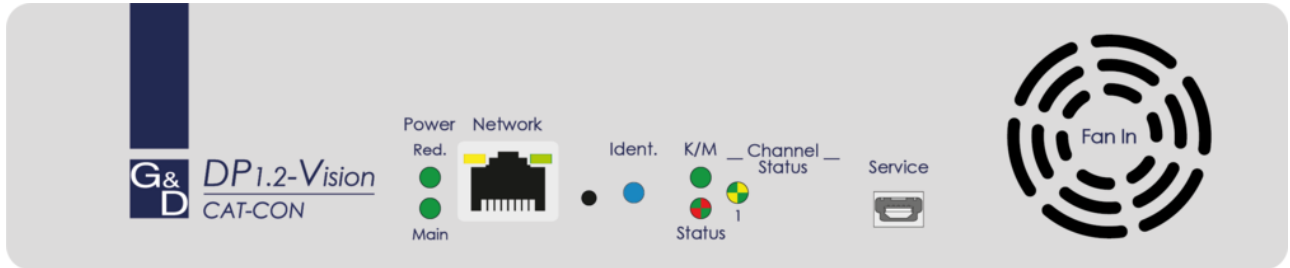 Power Network
Red.
Ident.
K/M
Channel
Status
Service
Fan In
G&D
DP1.2-Vision
CAT-CON
Main
Status
1